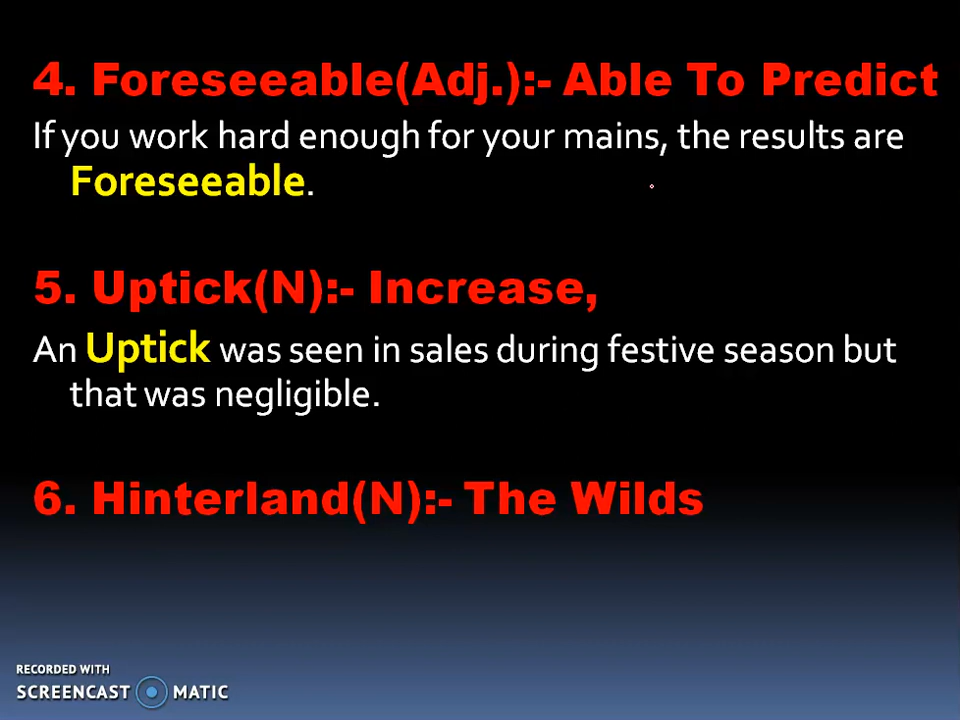 4. Foreseeable(Adj.):- Able To Predict
If you work hard enough for your mains, the results are
Foreseeable.
5. Uptick(N):- Increase,
An Uptick was seen in sales during festive season but
that was negligible.
6. Hinterland(N):- The Wilds
RECORDED WITH
SCREENCAST MATIC